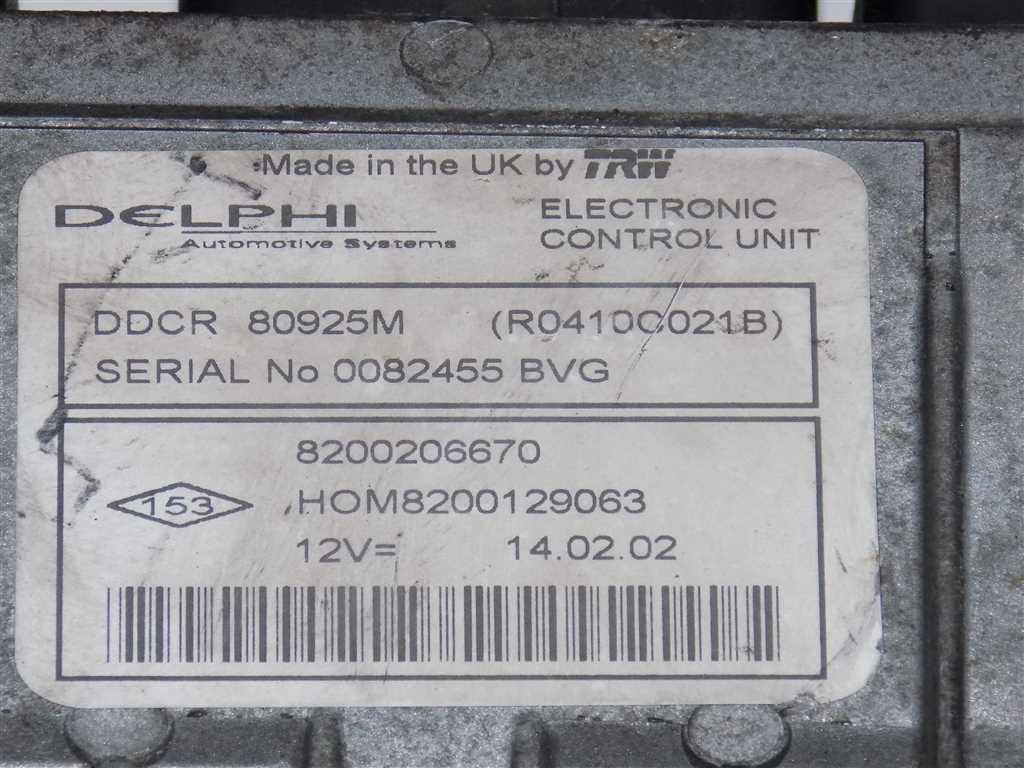 Made in the UK by TRW
DELPHI
Automotive Systems
ELECTRONIC
CONTROL UNIT
DDCR 80925M (R0410C021B)
SERIAL No 0082455 BVG
8200206670
153 HOM8200129063
12V= 14.02.02